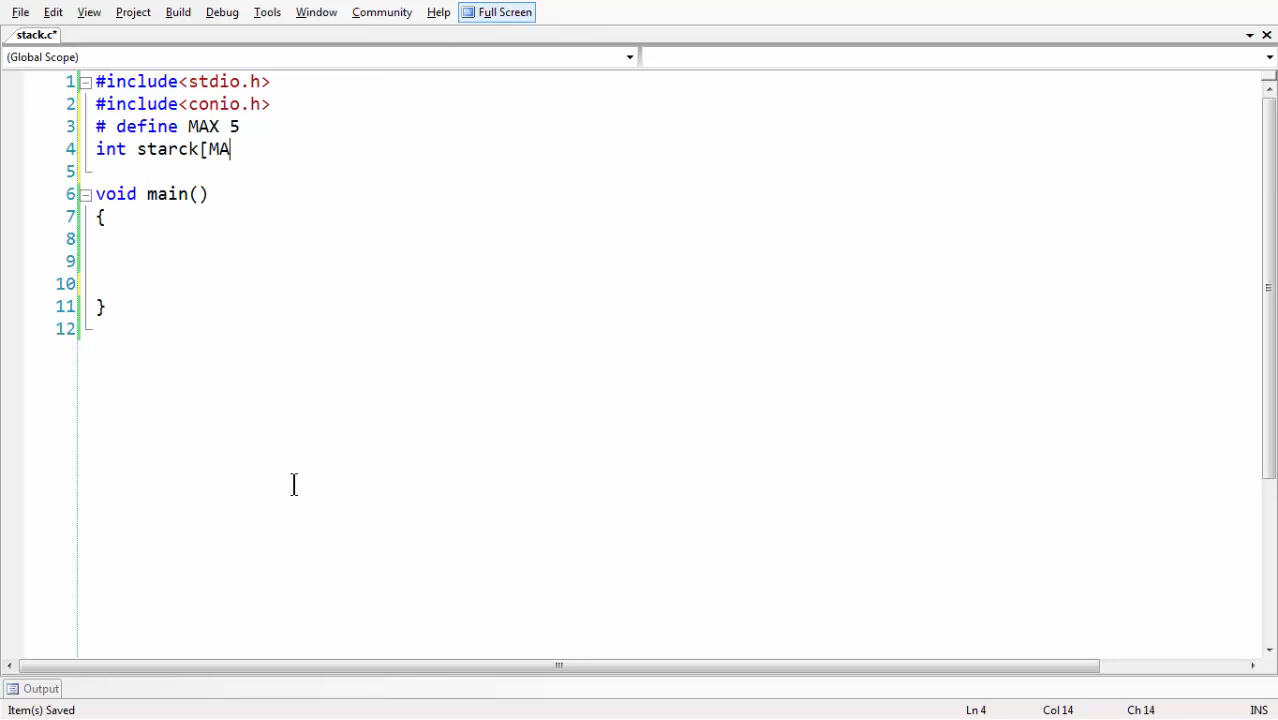 File Edit View Project Build Debug Tools Window Community Help Full Screen
stack.c*
(Global Scope)
1 #include<stdio.h>
2 #include<conio.h>
3 # define MAX 5
4 int starck[MA
5
6 void main()
7 {
8
9
10
11 }
12
Output
Item(s) Saved Ln 4 Col 14 Ch 14 INS